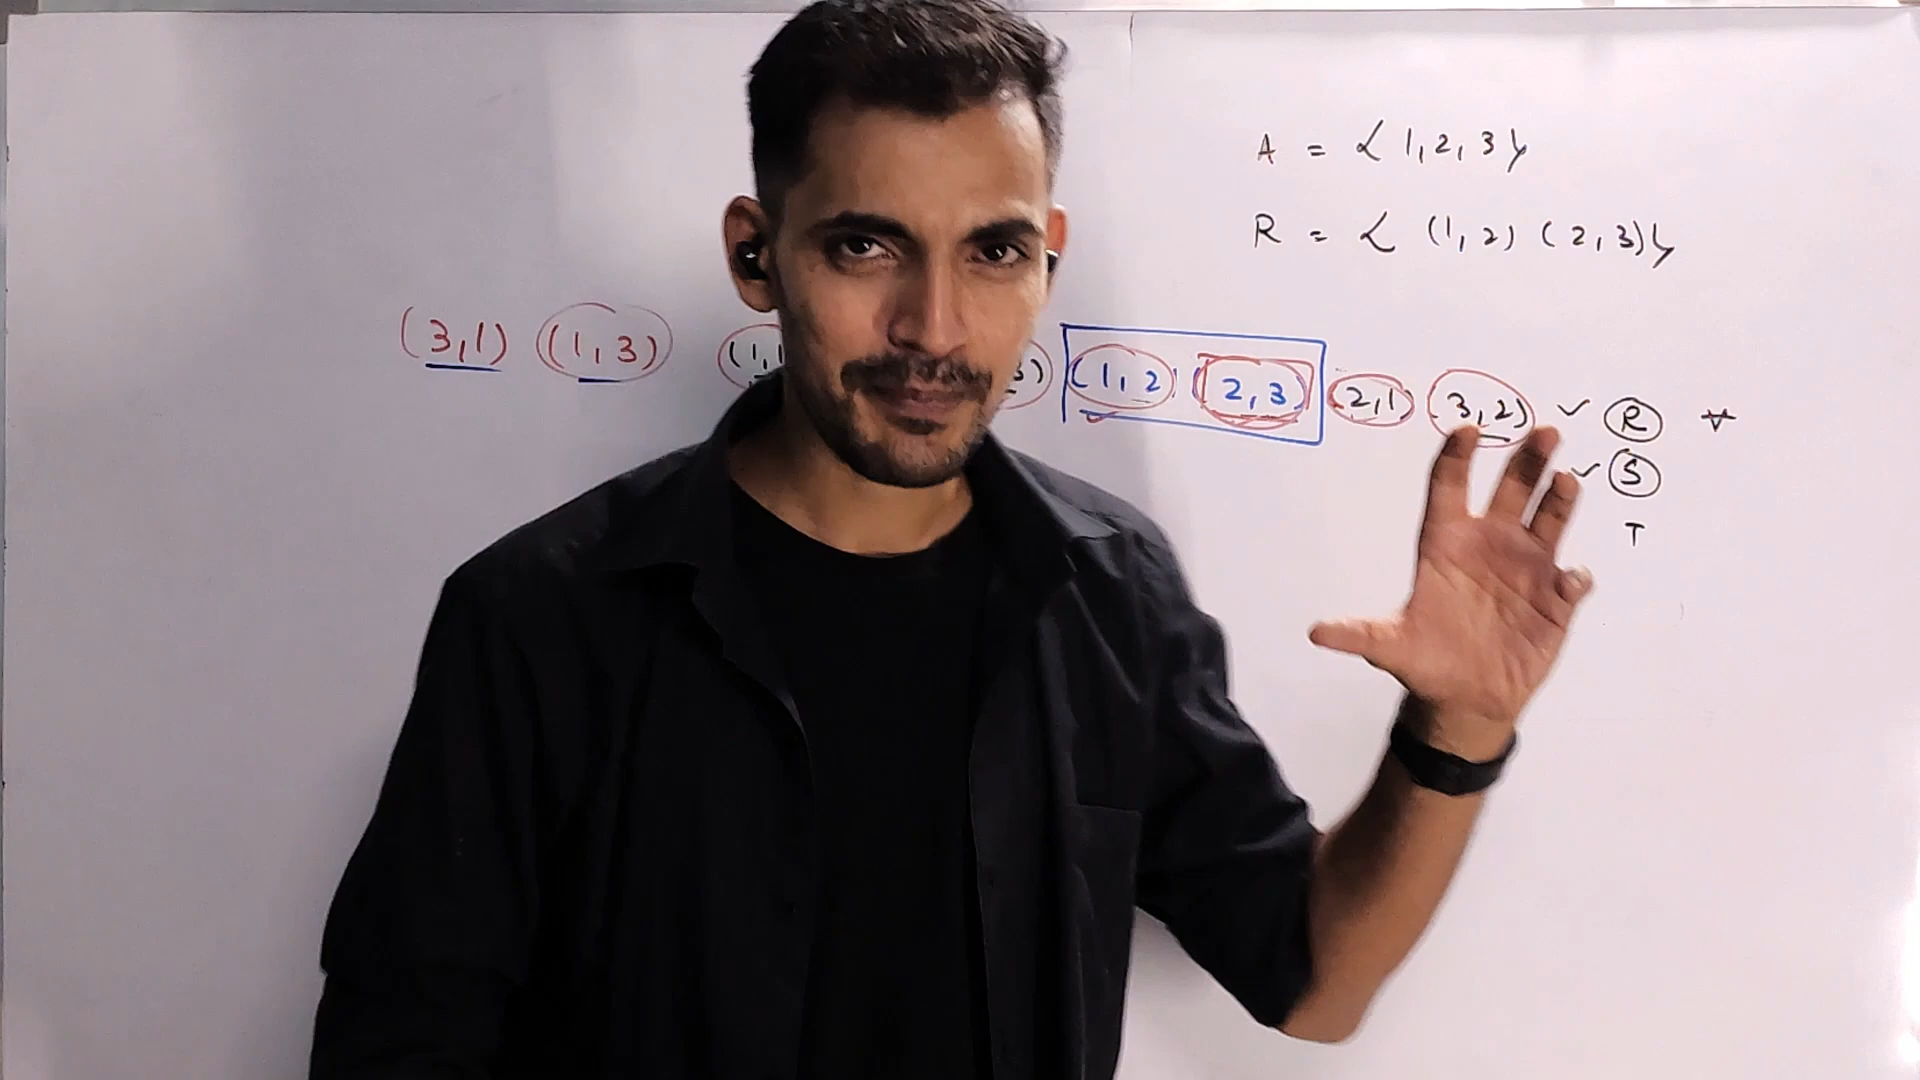 A = { 1, 2, 3 }
R = { (1, 2) (2, 3) }
(3,1) (1,3) (1,1 3) (1, 2) (2, 3) (2,1) (3,2) ✓ R ∀
✓ S
T